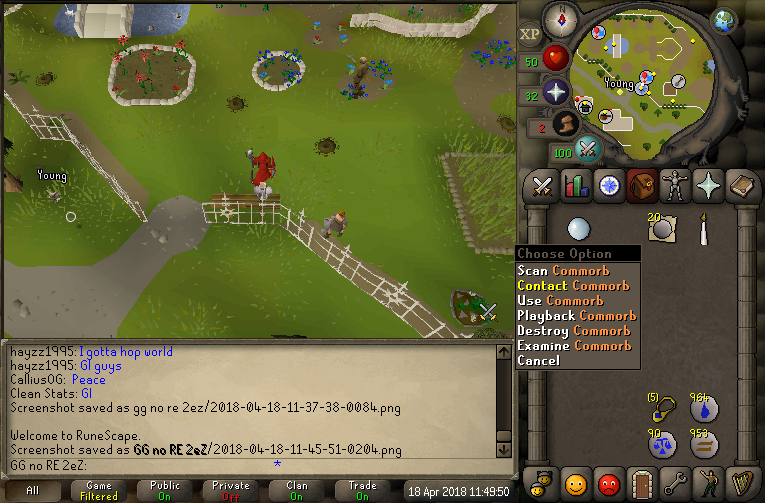 XP
50
32
2
100
Young
Young
20
Choose Option
Scan Commorb
Contact Commorb
Use Commorb
Playback Commorb
Destroy Commorb
Examine Commorb
Cancel
(5)
964
90
953
hayzz1995: I gotta hop world
hayzz1995: Gl guys
CalliusOG: Peace
Clean Stats: Gl
Screenshot saved as gg no re 2ez/2018-04-18-11-37-38-0084.png
Welcome to RuneScape.
Screenshot saved as GG no RE 2eZ/2018-04-18-11-45-51-0204.png
GG no RE 2eZ: *
All
Game
Filtered
Public
On
Private
Off
Clan
On
Trade
On
18 Apr 2018 11:49:50